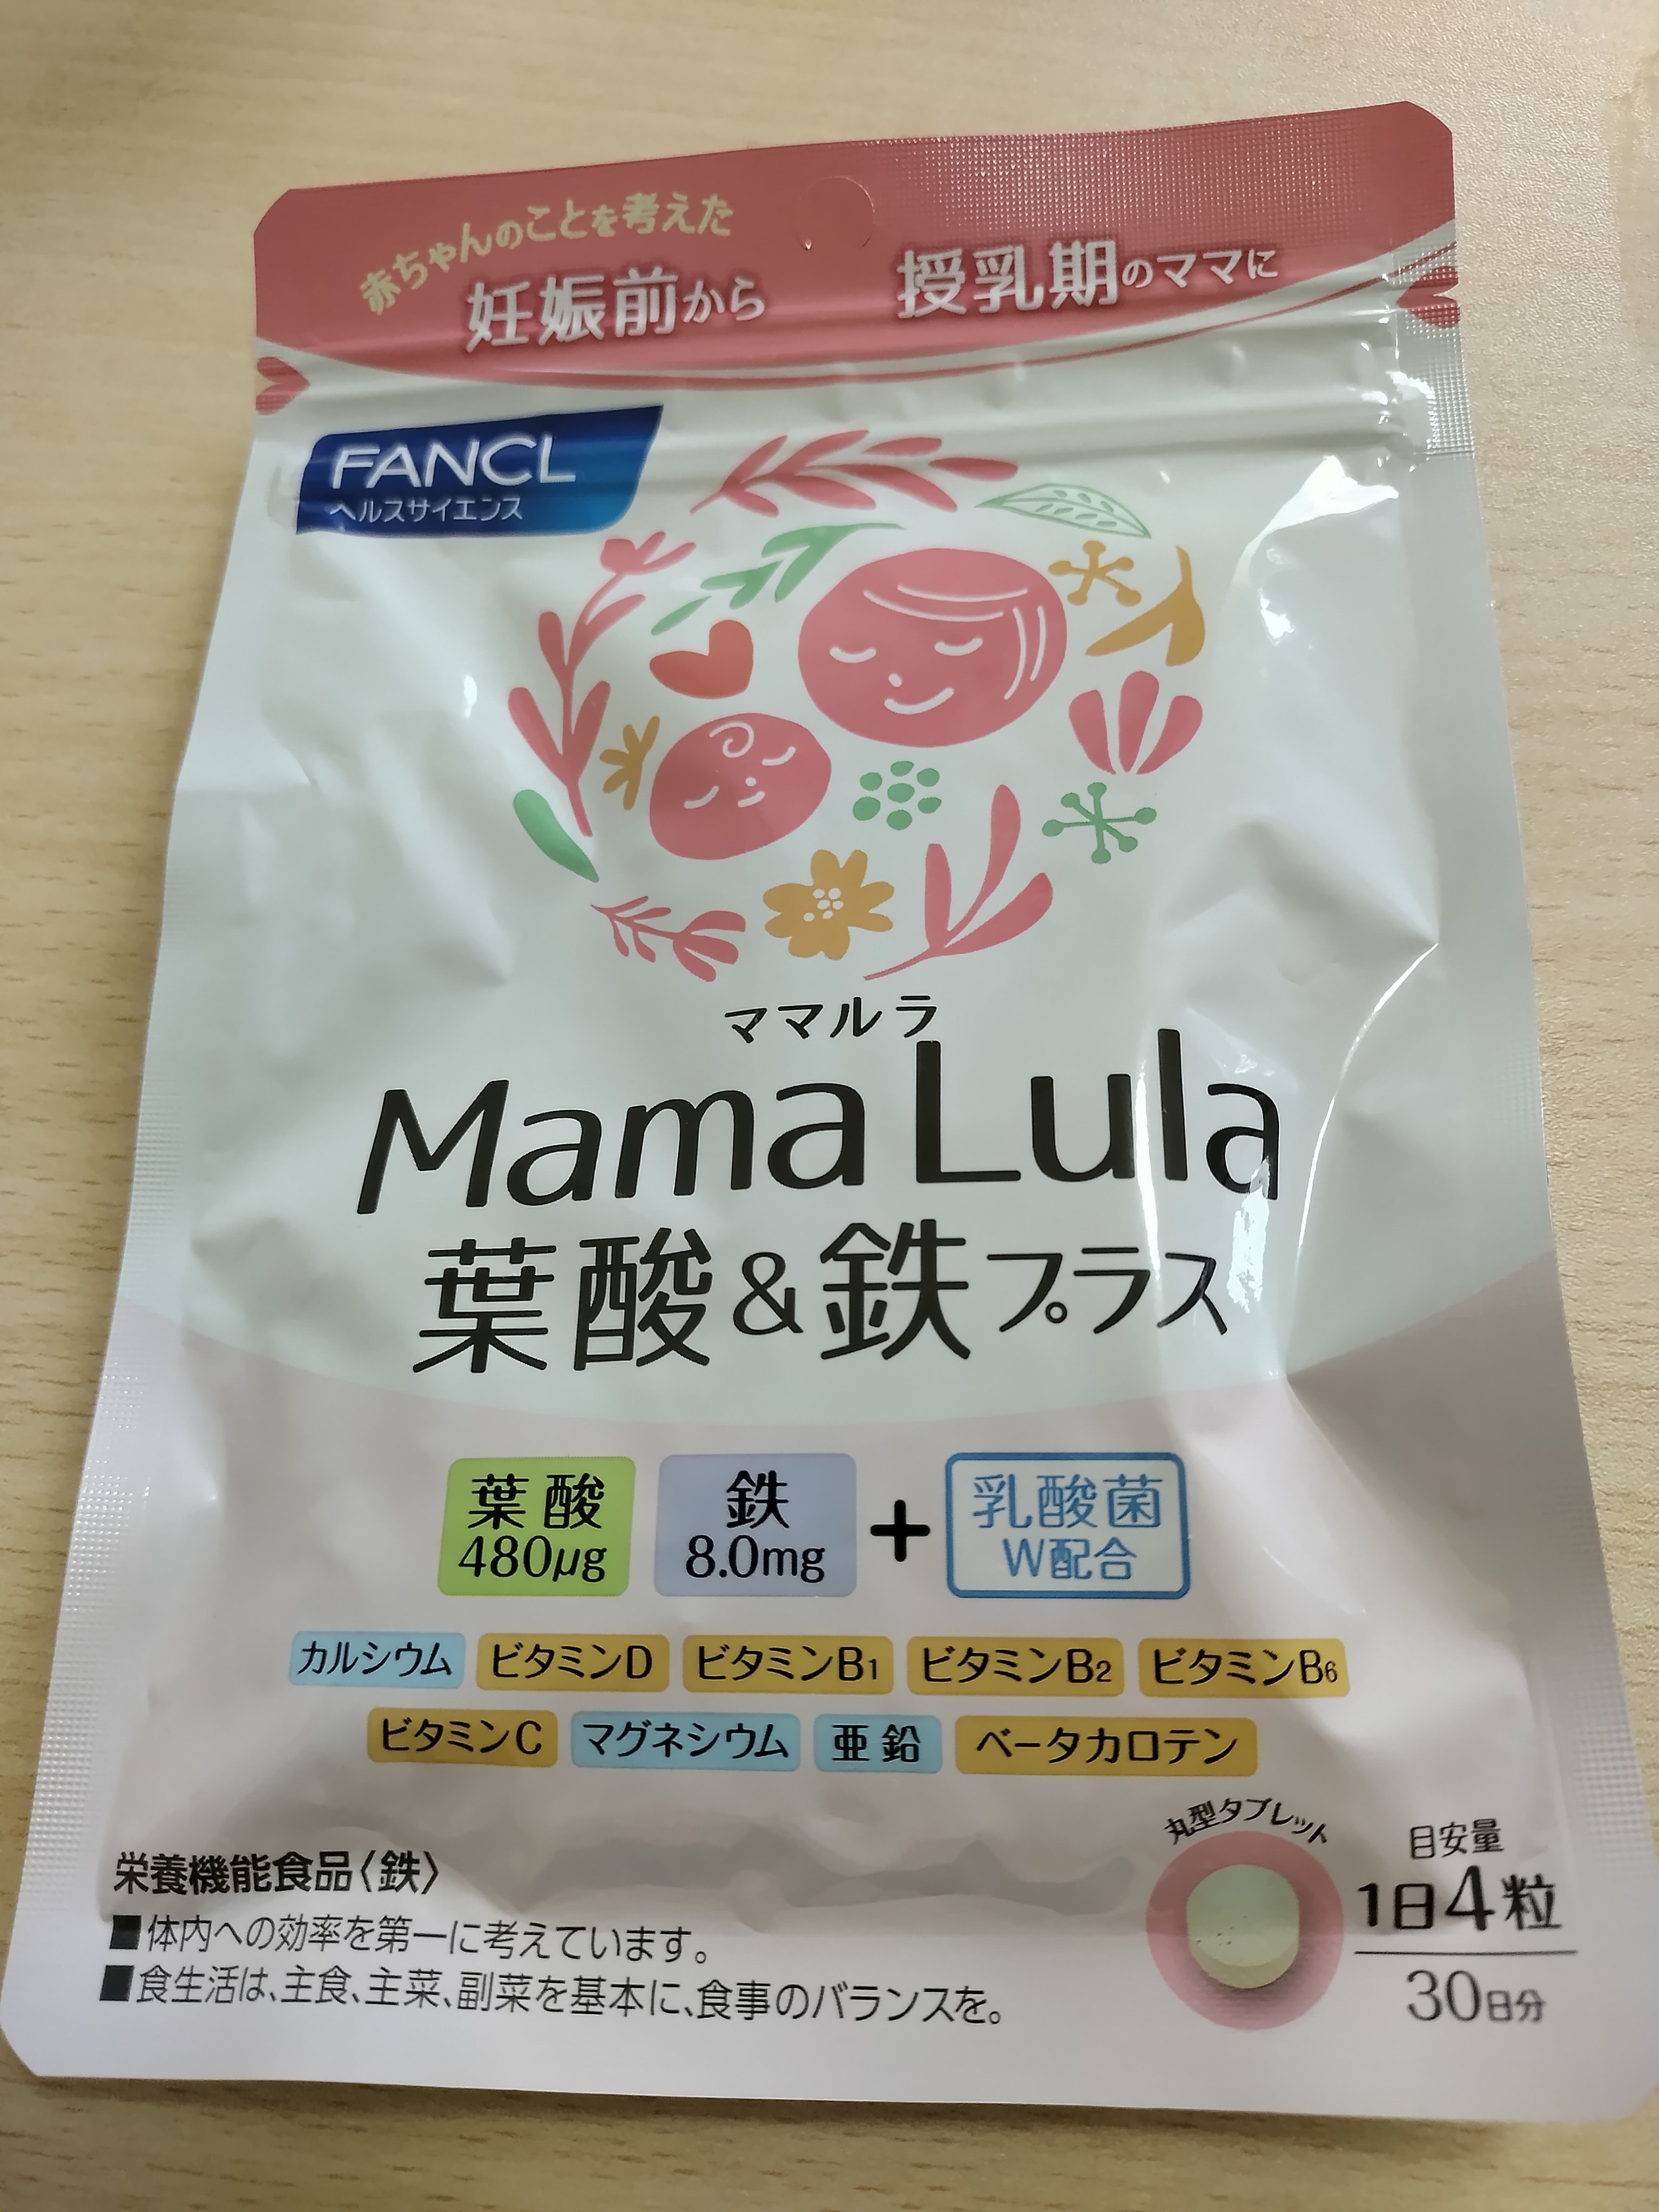 赤ちゃんのことを考えた
妊娠前から 授乳期のママに
FANCL
ヘルスサイエンス
ママルラ
Mama Lula
葉酸&鉄プラス
葉酸 鉄 + 乳酸菌
480μg 8.0mg W配合
カルシウム ビタミンD ビタミンB1 ビタミンB2 ビタミンB6
ビタミンC マグネシウム 亜鉛 ベータカロテン
丸型タブレット
目安量
1日4粒
30日分
栄養機能食品〈鉄〉
■体内への効率を第一に考えています。
■食生活は、主食、主菜、副菜を基本に、食事のバランスを。